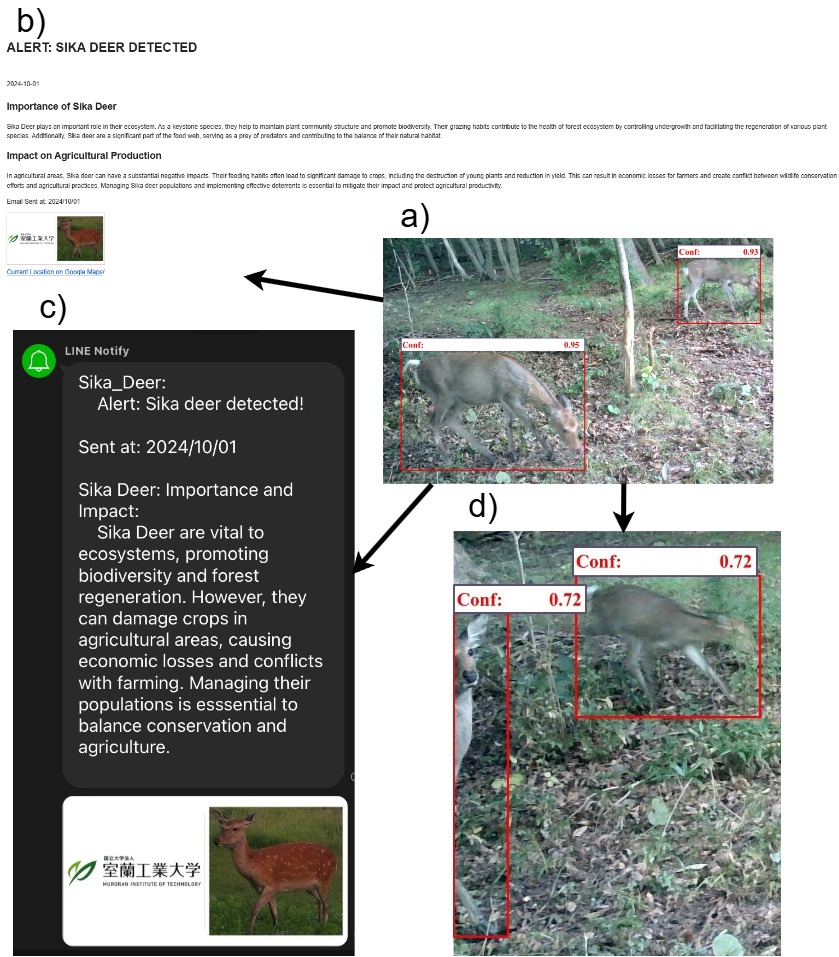 b)
ALERT: SIKA DEER DETECTED
2024-10-01
Importance of Sika Deer
Sika Deer plays an important role in their ecosystem. As a keystone species, they help to maintain plant community structure and promote biodiversity. Their grazing habits contribute to the health of forest ecosystem by controlling undergrowth and facilitating the regeneration of various plant
species. Additionally, Sika deer are a significant part of the food web, serving as a prey of predators and contributing to the balance of their natural habitat.
Impact on Agricultural Production
In agricultural areas, Sika deer can have a substantial negative impacts. Their feeding habits often lead to significant damage to crops, including the destruction of young plants and reduction in yield. This can result in economic losses for farmers and create conflict between wildlife conservation
efforts and agricultural practices. Managing Sika deer populations and implementing effective deterrents is essential to mitigate their impact and protect agricultural productivity.
Email Sent at: 2024/10/01
室蘭工業大学
Current Location on Google Maps/
a)
Conf: 0.93
Conf: 0.95
c)
LINE Notify
Sika_Deer:
Alert: Sika deer detected!
Sent at: 2024/10/01
Sika Deer: Importance and
Impact:
Sika Deer are vital to
ecosystems, promoting
biodiversity and forest
regeneration. However, they
can damage crops in
agricultural areas, causing
economic losses and conflicts
with farming. Managing their
populations is esssential to
balance conservation and
agriculture.
国立大学法人
室蘭工業大学
MURORAN INSTITUTE OF TECHNOLOGY
d)
Conf: 0.72
Conf: 0.72